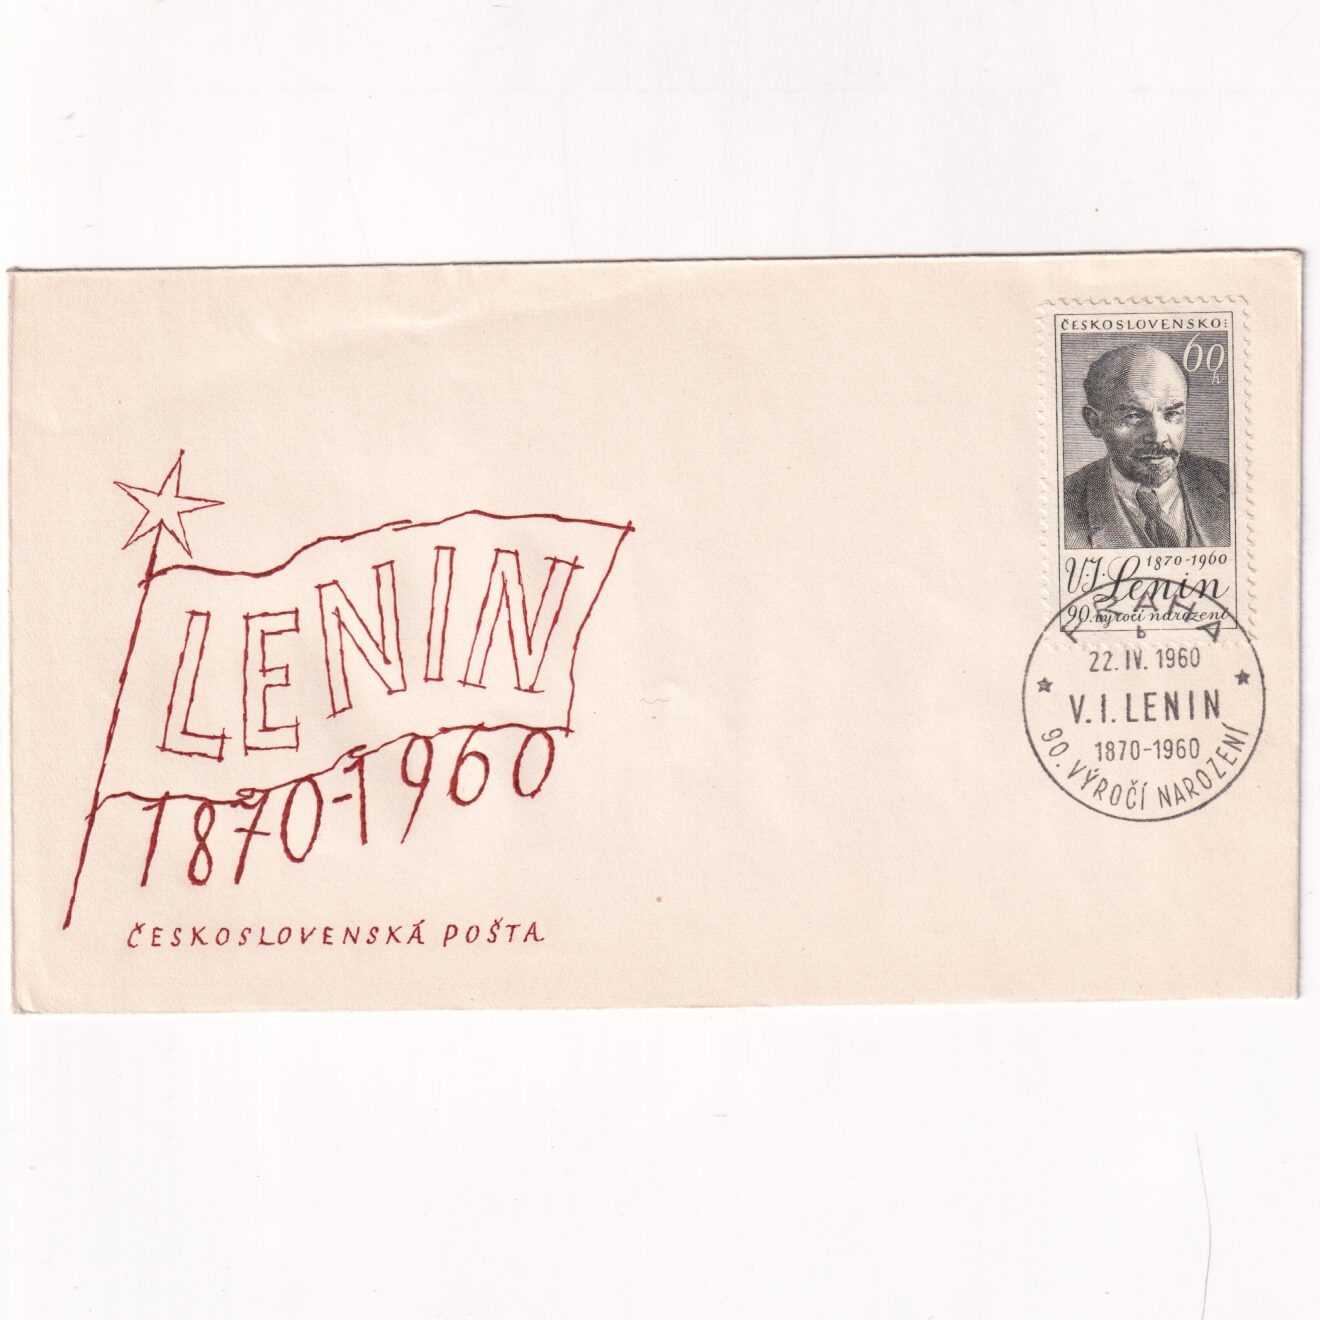 LENIN
1870-1960
ČESKOSLOVENSKÁ POŠTA
ČESKOSLOVENSKO
60 h
1870-1960
V.I. Lenin
90. výročí narození
PRAHA
b
22. IV. 1960
V. I. LENIN
1870-1960
90. VÝROČÍ NAROZENÍ